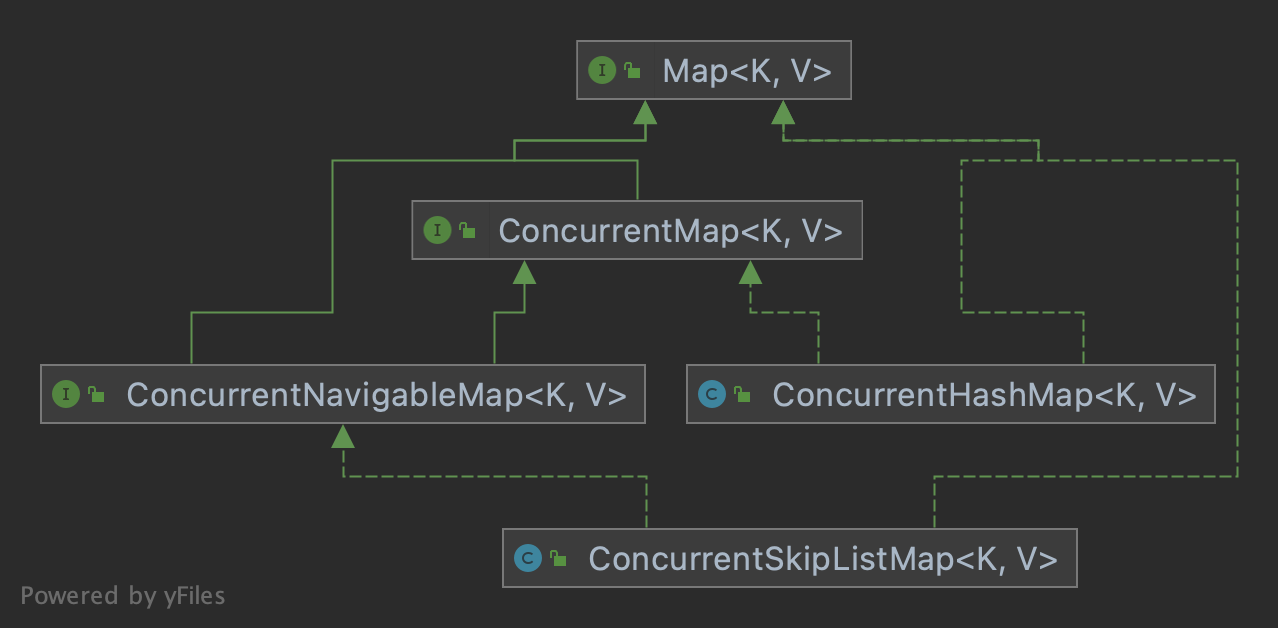 I Map<K, V>
I ConcurrentMap<K, V>
I ConcurrentNavigableMap<K, V>
C ConcurrentHashMap<K, V>
C ConcurrentSkipListMap<K, V>
Powered by yFiles